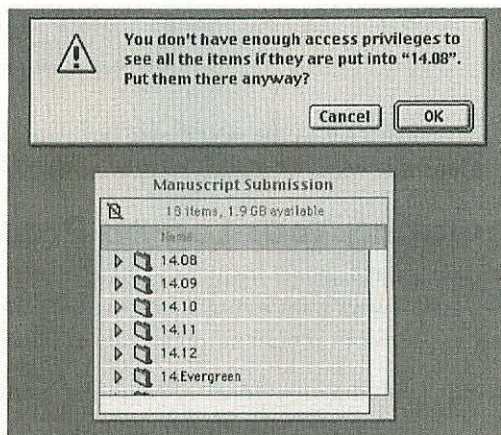 You don't have enough access privileges to
see all the items if they are put into “14.08”.
Put them there anyway?
Cancel
OK
Manuscript Submission
13 items, 1.9 GB available
Name
14.08
14.09
14.10
14.11
14.12
14.Evergreen